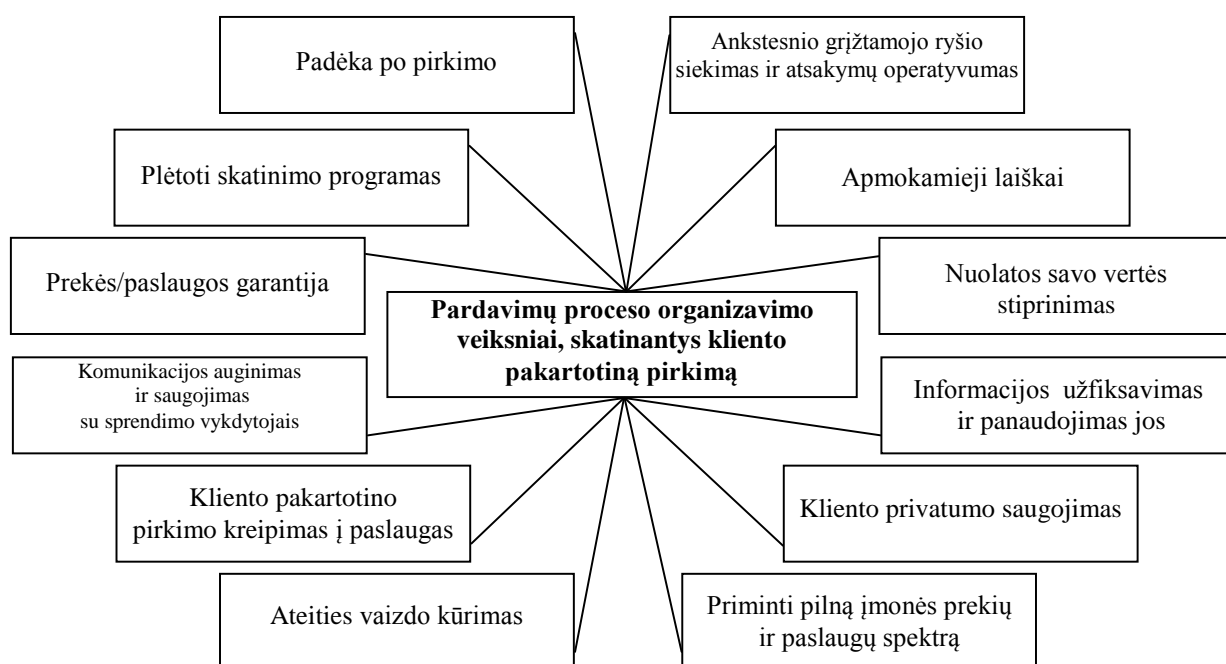 Padėka po pirkimo
Ankstesnio grįžtamojo ryšio
siekimas ir atsakymų operatyvumas
Plėtoti skatinimo programas
Apmokamieji laiškai
Prekės/paslaugos garantija
Nuolatos savo vertės
stiprinimas
Pardavimų proceso organizavimo
veiksniai, skatinantys kliento
pakartotiną pirkimą
Komunikacijos auginimas
ir saugojimas
su sprendimo vykdytojais
Informacijos užfiksavimas
ir panaudojimas jos
Kliento pakartotino
pirkimo kreipimas į paslaugas
Kliento privatumo saugojimas
Ateities vaizdo kūrimas
Priminti pilną įmonės prekių
ir paslaugų spektrą